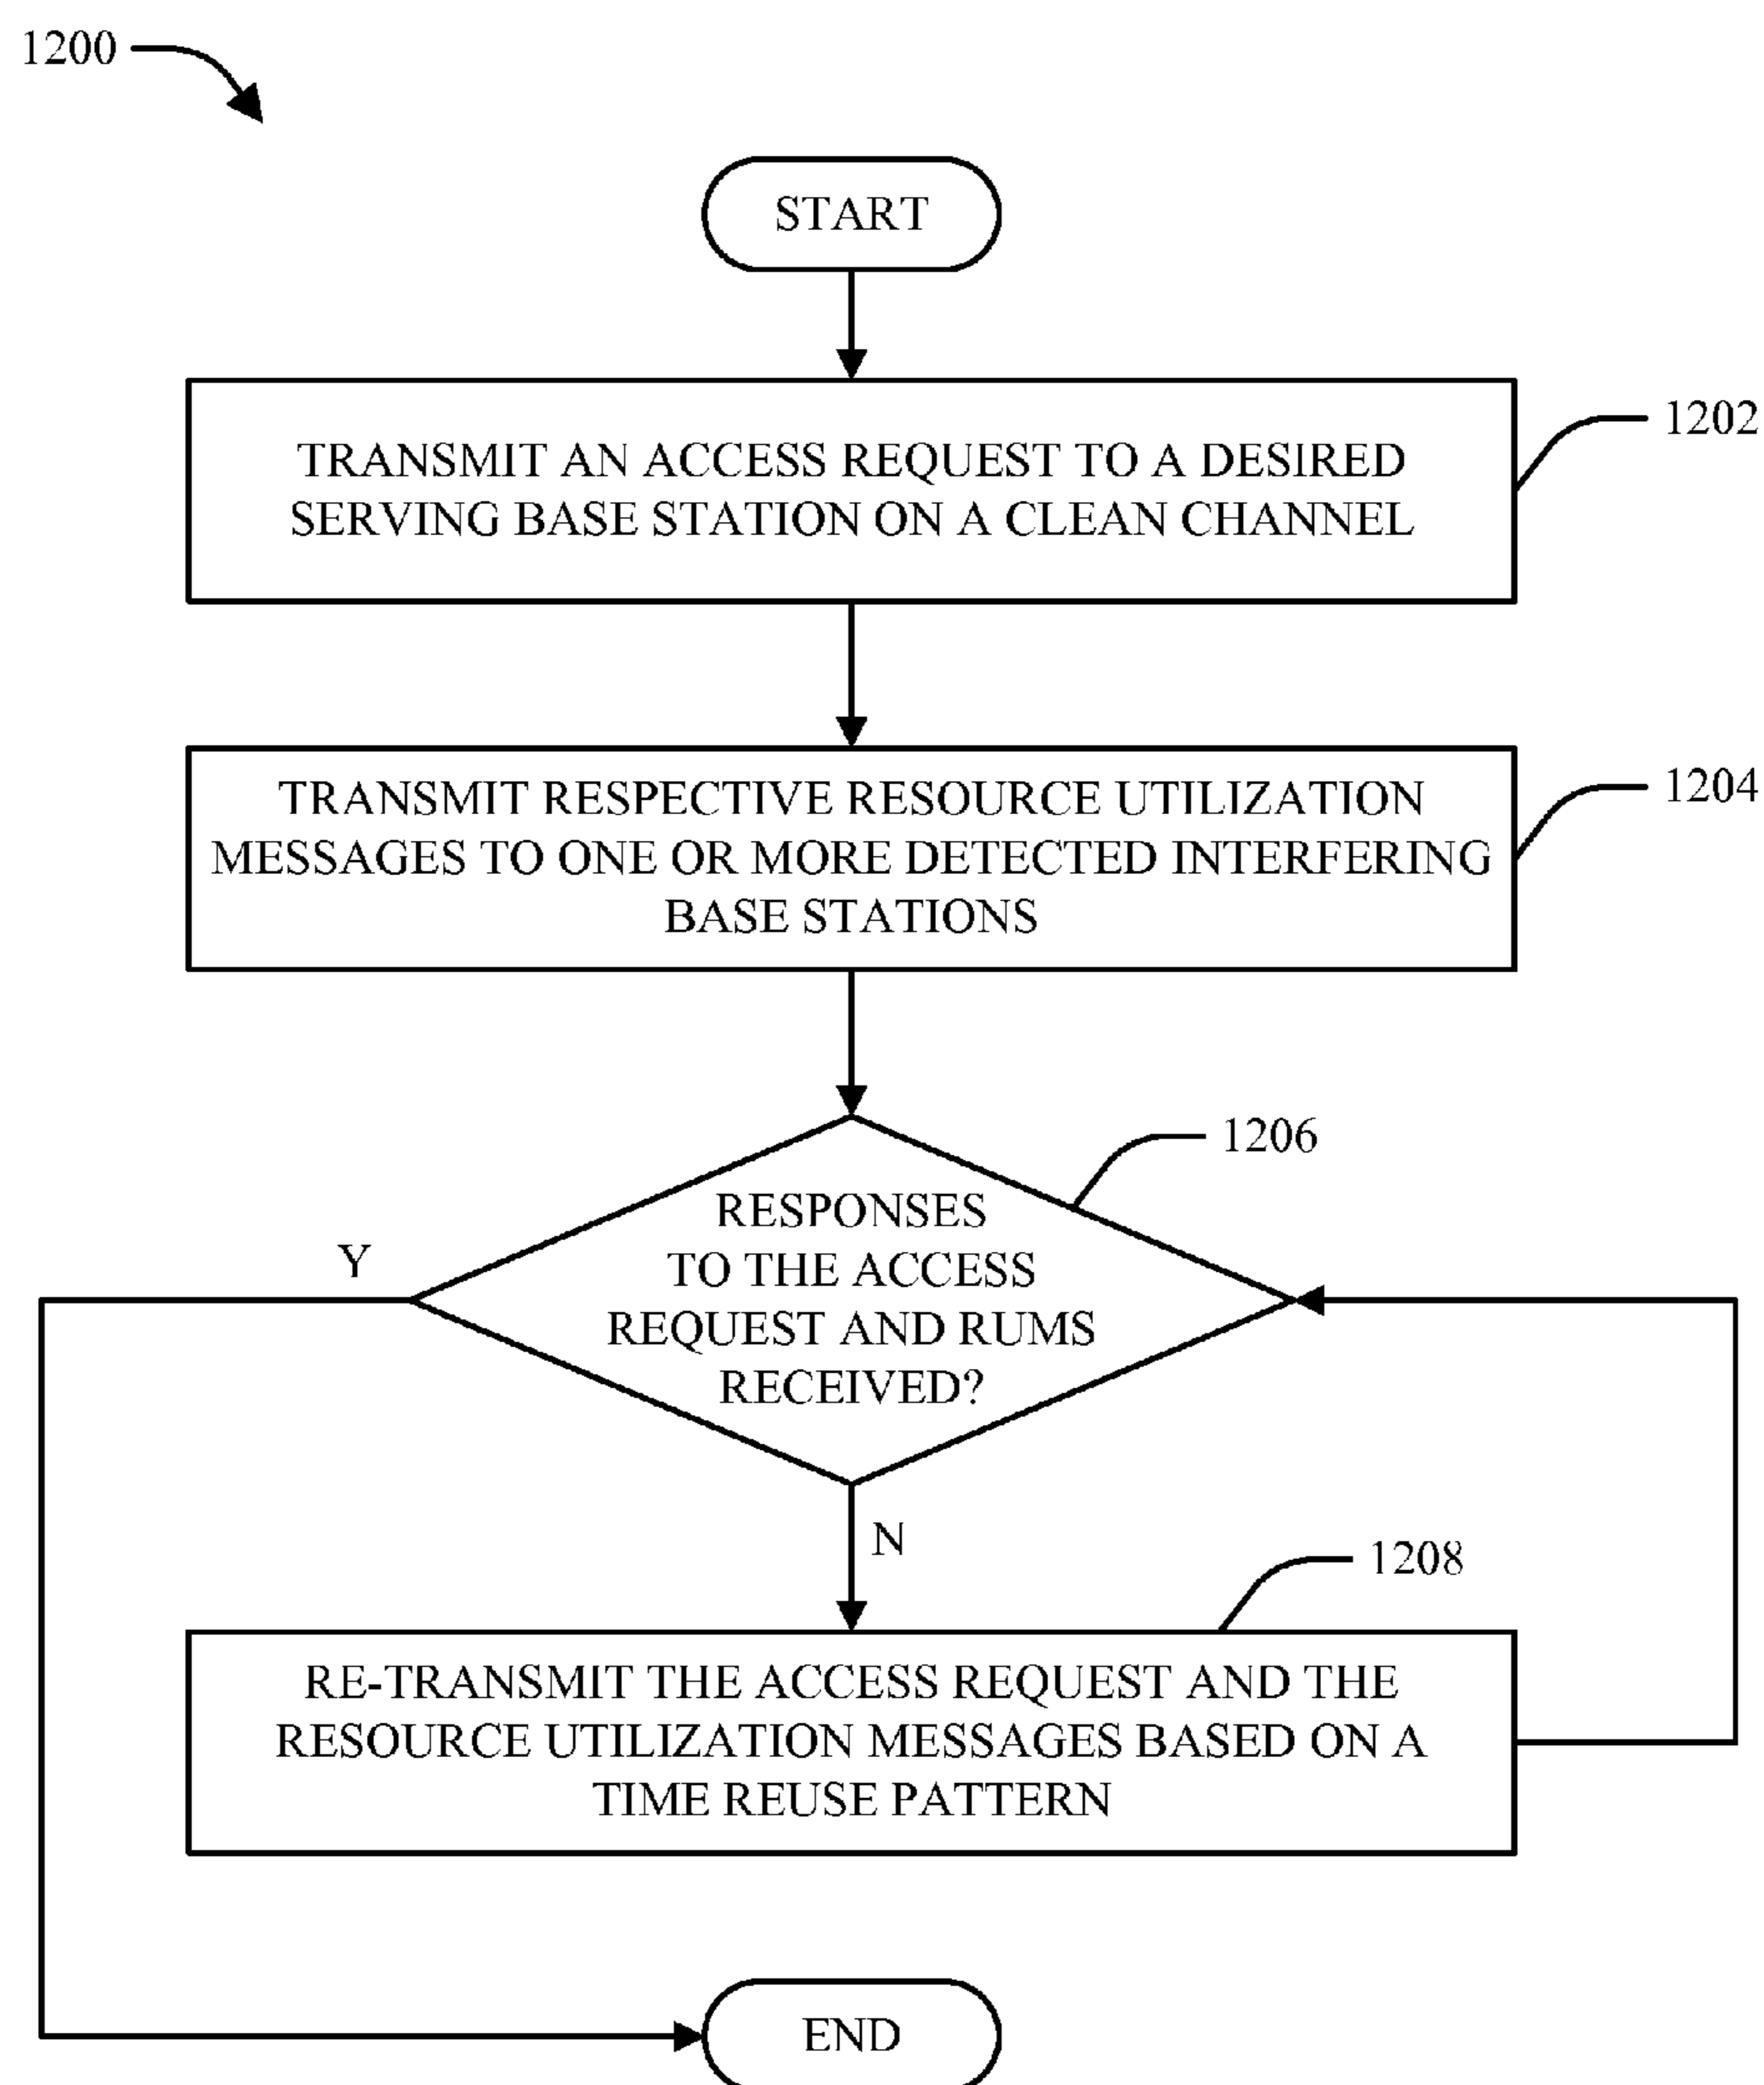 1200
START
TRANSMIT AN ACCESS REQUEST TO A DESIRED
SERVING BASE STATION ON A CLEAN CHANNEL
1202
TRANSMIT RESPECTIVE RESOURCE UTILIZATION
MESSAGES TO ONE OR MORE DETECTED INTERFERING
BASE STATIONS
1204
RESPONSES
TO THE ACCESS
REQUEST AND RUMS
RECEIVED?
1206
Y
N
RE-TRANSMIT THE ACCESS REQUEST AND THE
RESOURCE UTILIZATION MESSAGES BASED ON A
TIME REUSE PATTERN
1208
END